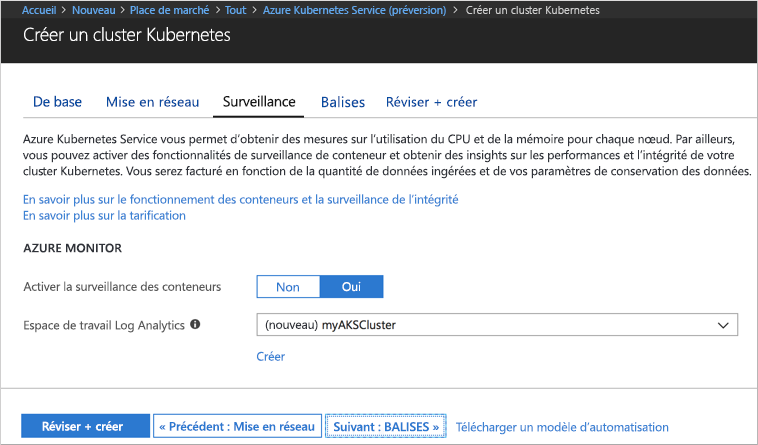 Accueil > Nouveau > Place de marché > Tout > Azure Kubernetes Service (préversion) > Créer un cluster Kubernetes
Créer un cluster Kubernetes
De base Mise en réseau Surveillance Balises Réviser + créer
Azure Kubernetes Service vous permet d'obtenir des mesures sur l'utilisation du CPU et de la mémoire pour chaque nœud. Par ailleurs,
vous pouvez activer des fonctionnalités de surveillance de conteneur et obtenir des insights sur les performances et l'intégrité de votre
cluster Kubernetes. Vous serez facturé en fonction de la quantité de données ingérées et de vos paramètres de conservation des données.
En savoir plus sur le fonctionnement des conteneurs et la surveillance de l'intégrité
En savoir plus sur la tarification
AZURE MONITOR
Activer la surveillance des conteneurs Non Oui
Espace de travail Log Analytics (nouveau) myAKSCluster
Créer
Réviser + créer « Précédent : Mise en réseau Suivant : BALISES » Télécharger un modèle d'automatisation